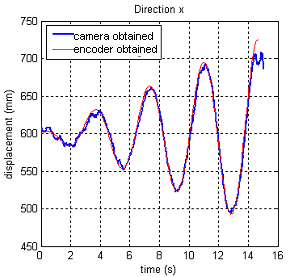 Direction x
camera obtained
encoder obtained
displacement (mm)
750
700
650
600
550
500
450
0 2 4 6 8 10 12 14 16
time (s)